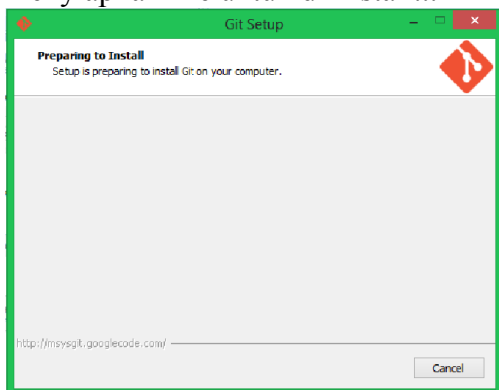 Git Setup
Preparing to Install
Setup is preparing to install Git on your computer.
http://msysgit.googlecode.com/
Cancel